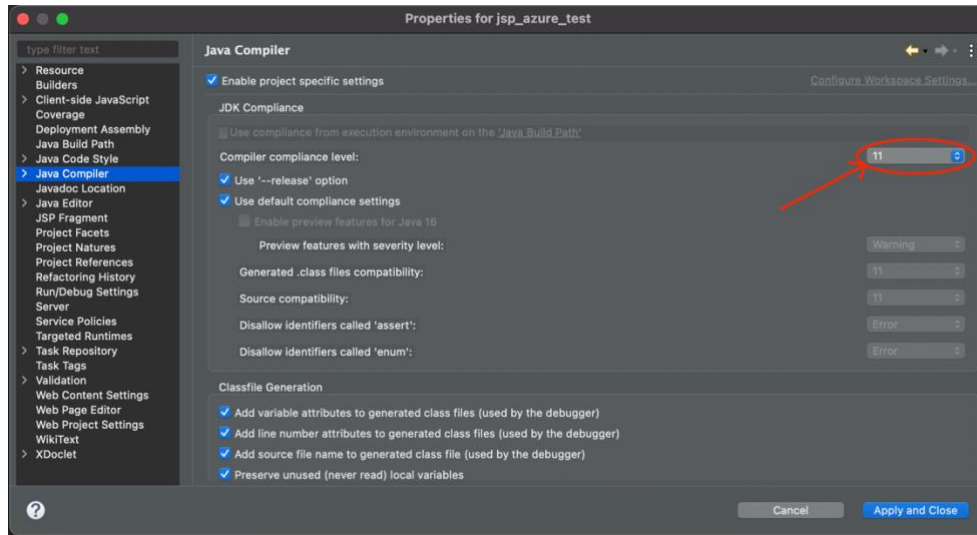 Properties for jsp_azure_test
type filter text
Java Compiler
Resource
Builders
Client-side JavaScript
Coverage
Deployment Assembly
Java Build Path
Java Code Style
Java Compiler
Javadoc Location
Java Editor
JSP Fragment
Project Facets
Project Natures
Project References
Refactoring History
Run/Debug Settings
Server
Service Policies
Targeted Runtimes
Task Repository
Task Tags
Validation
Web Content Settings
Web Page Editor
Web Project Settings
WikiText
XDoclet
Enable project specific settings
Configure Workspace Settings...
JDK Compliance
Use compliance from execution environment on the 'Java Build Path'
Compiler compliance level: 11
Use '--release' option
Use default compliance settings
Enable preview features for Java 16
Preview features with severity level: Warning
Generated .class files compatibility: 11
Source compatibility: 11
Disallow identifiers called 'assert': Error
Disallow identifiers called 'enum': Error
Classfile Generation
Add variable attributes to generated class files (used by the debugger)
Add line number attributes to generated class files (used by the debugger)
Add source file name to generated class file (used by the debugger)
Preserve unused (never read) local variables
? Cancel Apply and Close